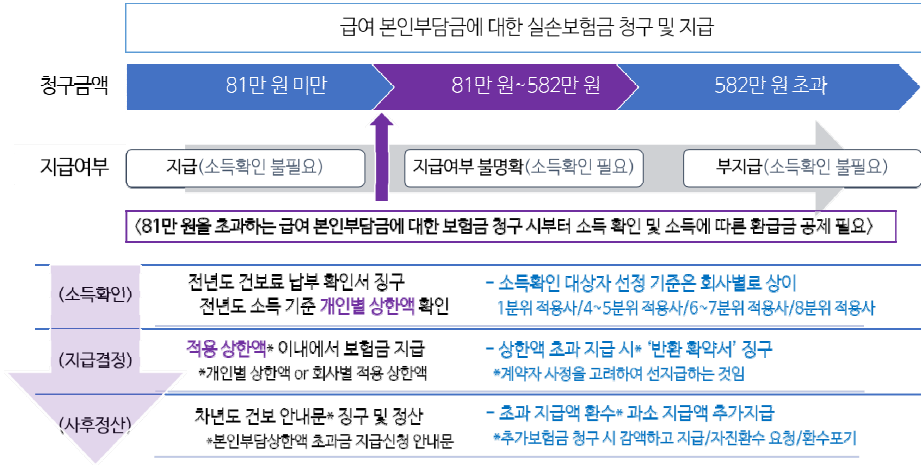 급여 본인부담금에 대한 실손보험금 청구 및 지급
청구금액
81만 원 미만
81만 원~582만 원
582만 원 초과
지급여부
지급(소득확인 불필요)
지급여부 불명확(소득확인 필요)
부지급(소득확인 불필요)
<81만 원을 초과하는 급여 본인부담금에 대한 보험금 청구 시부터 소득 확인 및 소득에 따른 환급금 공제 필요>
(소득확인)
전년도 건보료 납부 확인서 징구
전년도 소득 기준 개인별 상한액 확인
- 소득확인 대상자 선정 기준은 회사별로 상이
1분위 적용사/4~5분위 적용사/6~7분위 적용사/8분위 적용사
(지급결정)
적용 상한액* 이내에서 보험금 지급
*개인별 상한액 or 회사별 적용 상한액
- 상한액 초과 지급 시* '반환 확약서' 징구
*계약자 사정을 고려하여 선지급하는 것임
(사후정산)
차년도 건보 안내문* 징구 및 정산
*본인부담상한액 초과금 지급신청 안내문
- 초과 지급액 환수* 과소 지급액 추가지급
*추가보험금 청구 시 감액하고 지급/자진환수 요청/환수포기